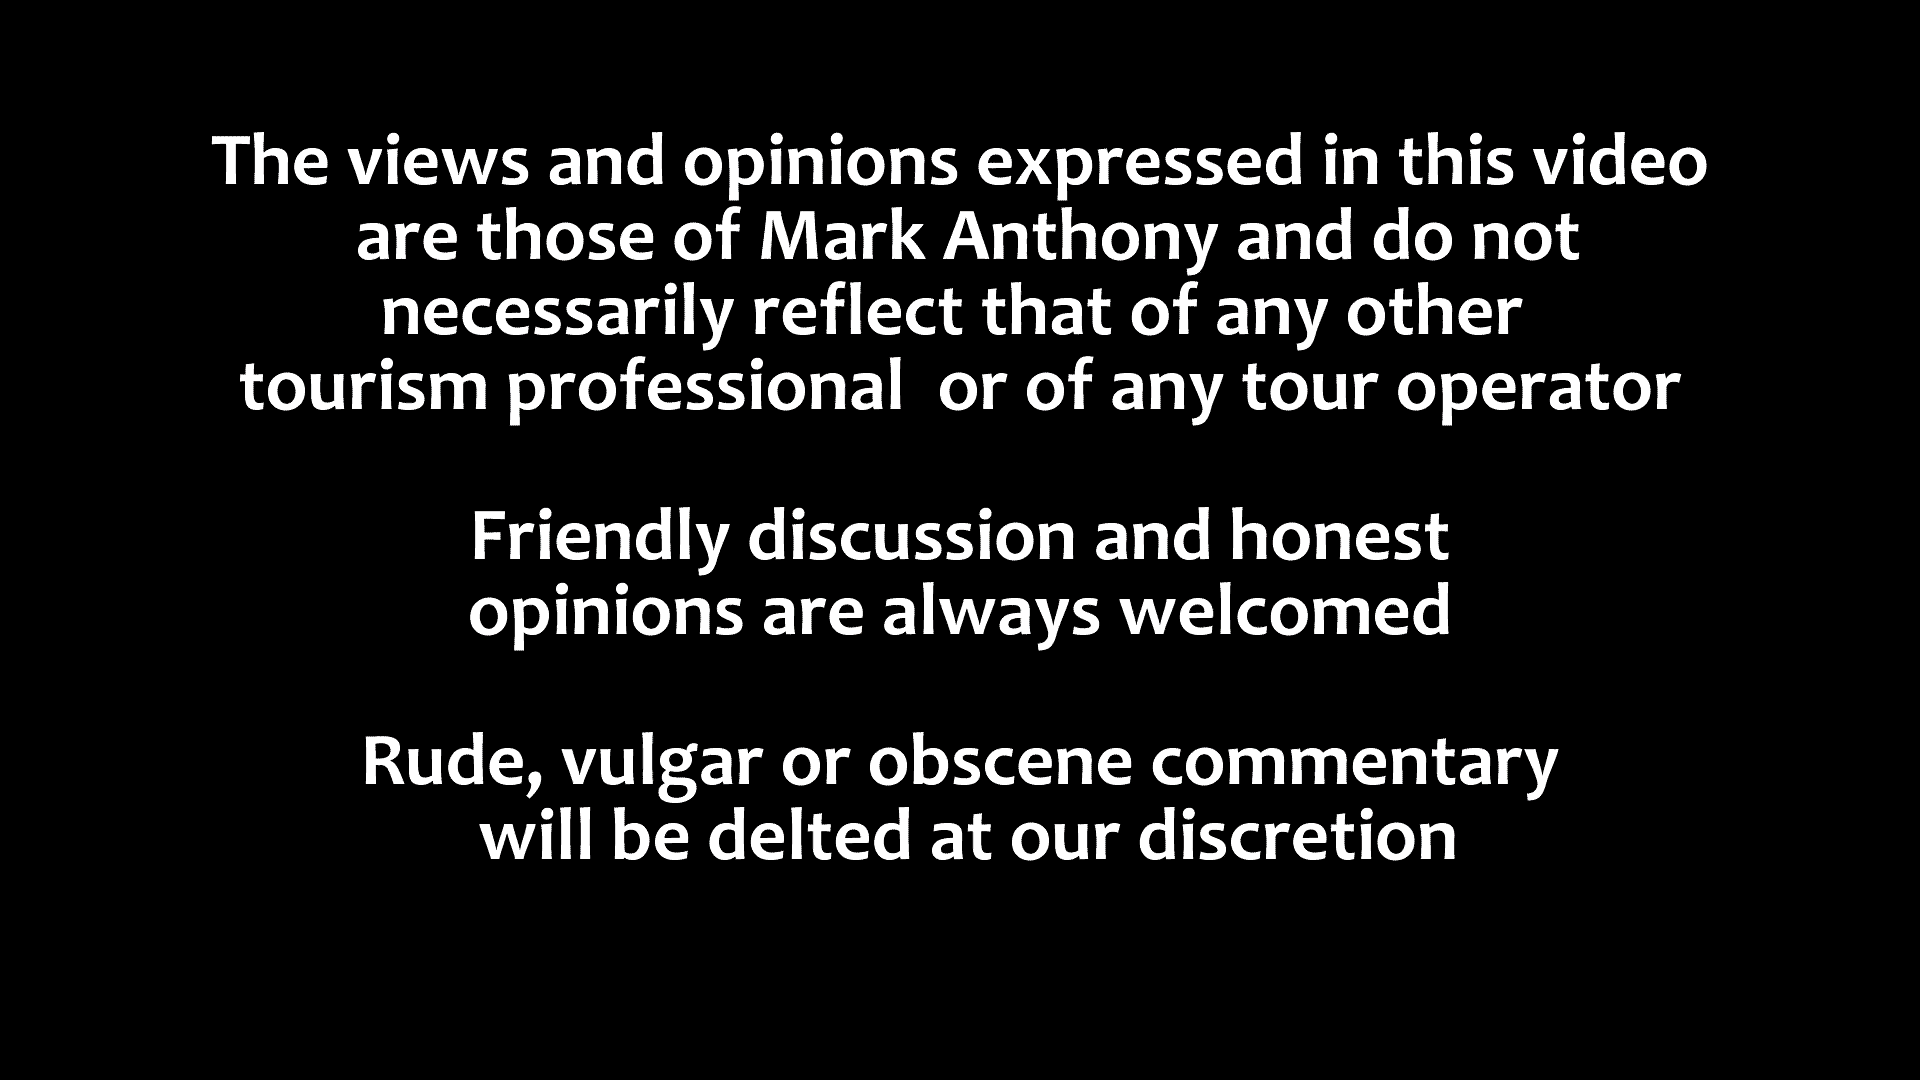 The views and opinions expressed in this video
are those of Mark Anthony and do not
necessarily reflect that of any other
tourism professional  or of any tour operator
Friendly discussion and honest
opinions are always welcomed
Rude, vulgar or obscene commentary
will be delted at our discretion